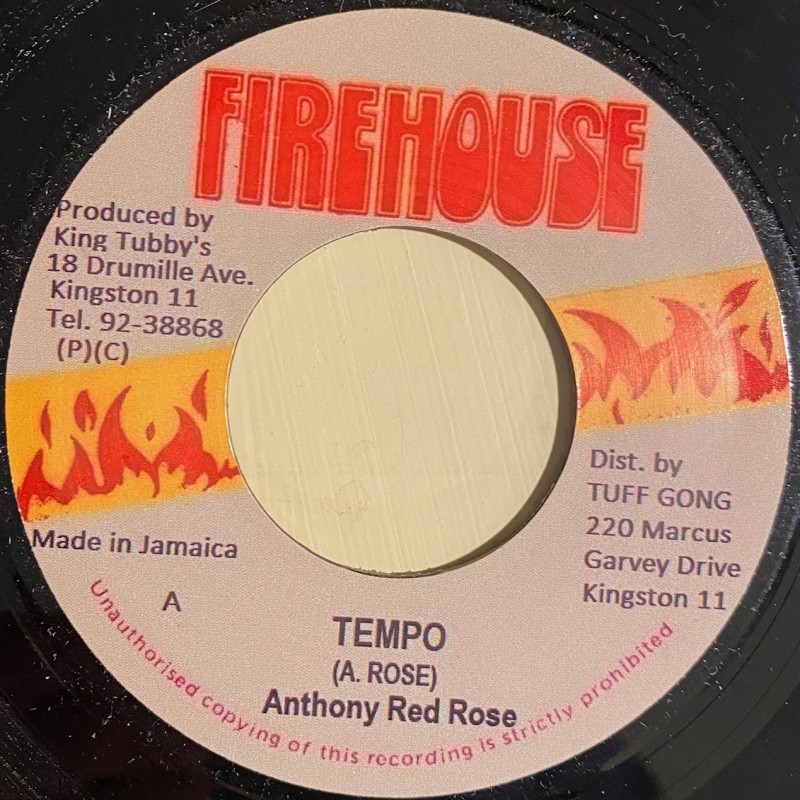 FIREHOUSE
Produced by
King Tubby's
18 Drumille Ave.
Kingston 11
Tel. 92-38868
(P)(C)
Made in Jamaica
A
Dist. by
TUFF GONG
220 Marcus
Garvey Drive
Kingston 11
TEMPO
(A. ROSE)
Anthony Red Rose
Unauthorised copying of this recording is strictly prohibited